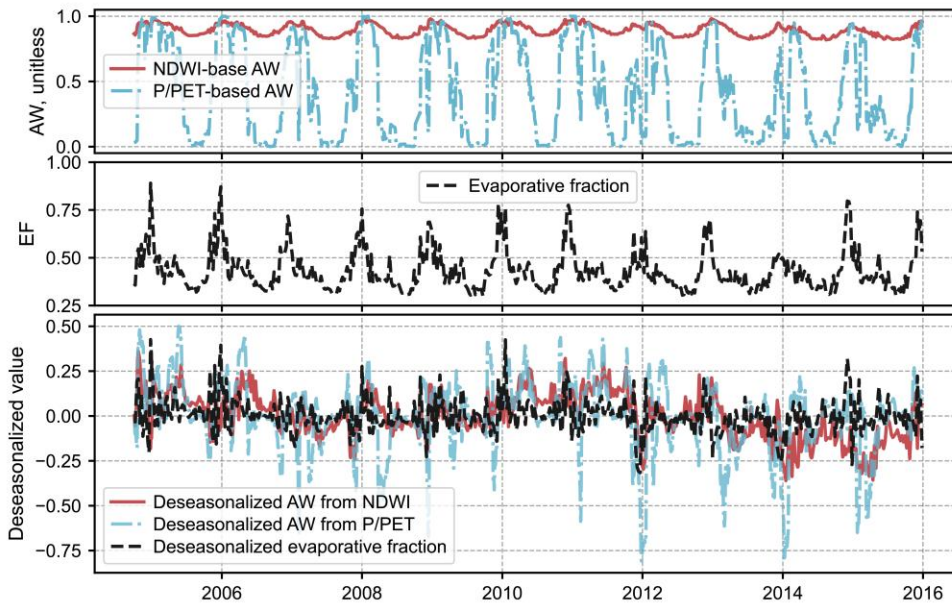 1.0
0.5
0.0
AW, unitless
NDWI-base AW
P/PET-based AW
1.00
0.75
0.50
0.25
EF
Evaporative fraction
0.50
0.25
0.00
−0.25
−0.50
−0.75
Deseasonalized value
Deseasonalized AW from NDWI
Deseasonalized AW from P/PET
Deseasonalized evaporative fraction
2006 2008 2010 2012 2014 2016